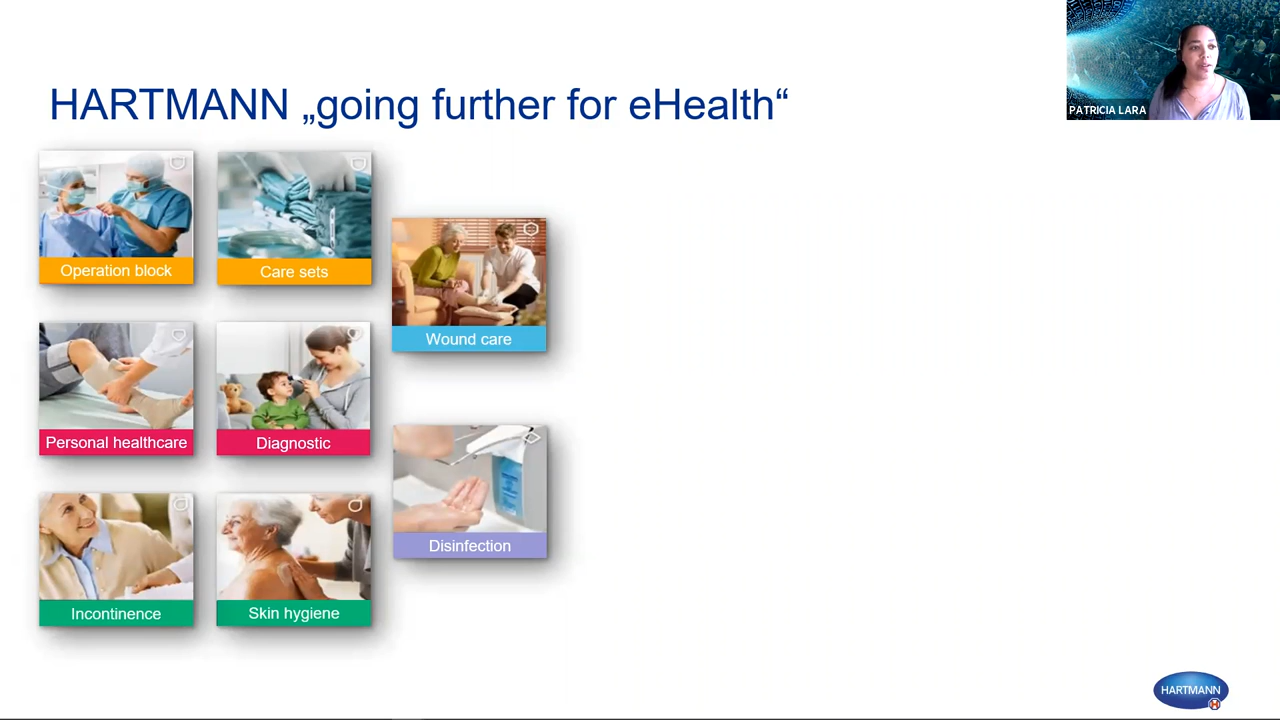 PATRICIA LARA
HARTMANN „going further for eHealth“
Operation block
Care sets
Wound care
Personal healthcare
Diagnostic
Disinfection
Incontinence
Skin hygiene
HARTMANN